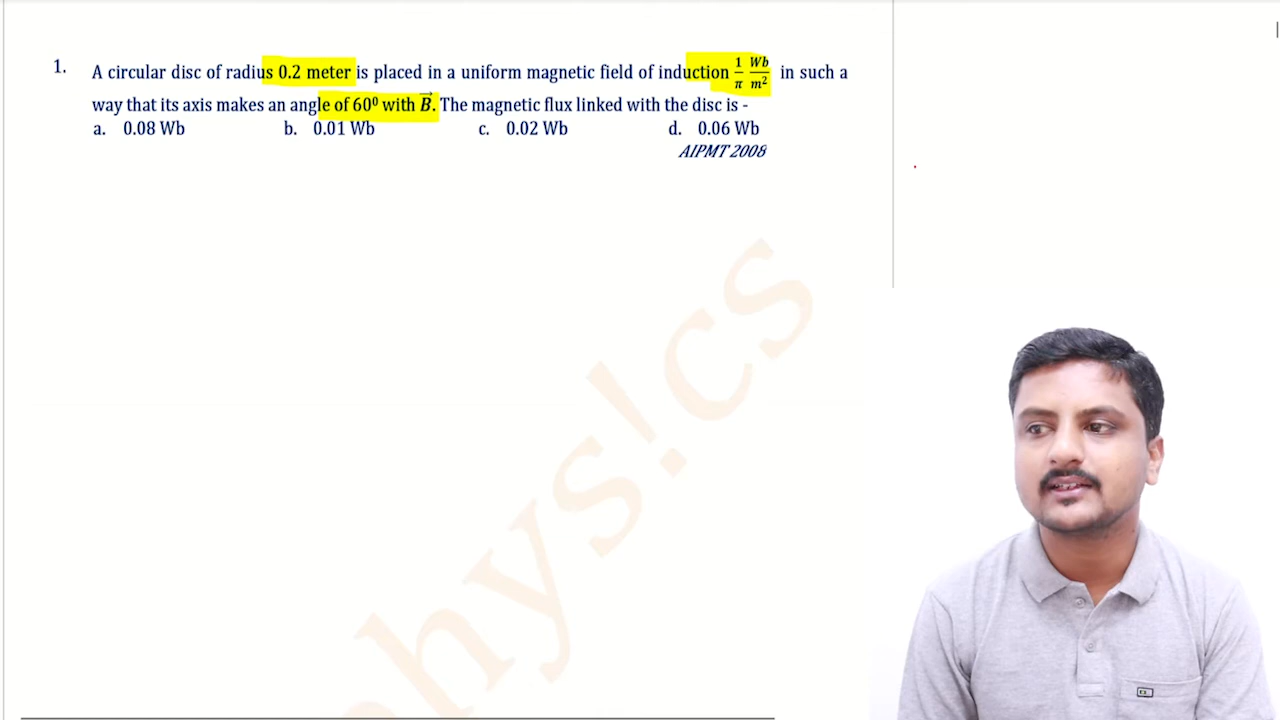 1. A circular disc of radius 0.2 meter is placed in a uniform magnetic field of induction 1/π Wb/m² in such a
way that its axis makes an angle of 60⁰ with B⃗. The magnetic flux linked with the disc is -
a. 0.08 Wb b. 0.01 Wb c. 0.02 Wb d. 0.06 Wb
AIPMT 2008
hys!cs